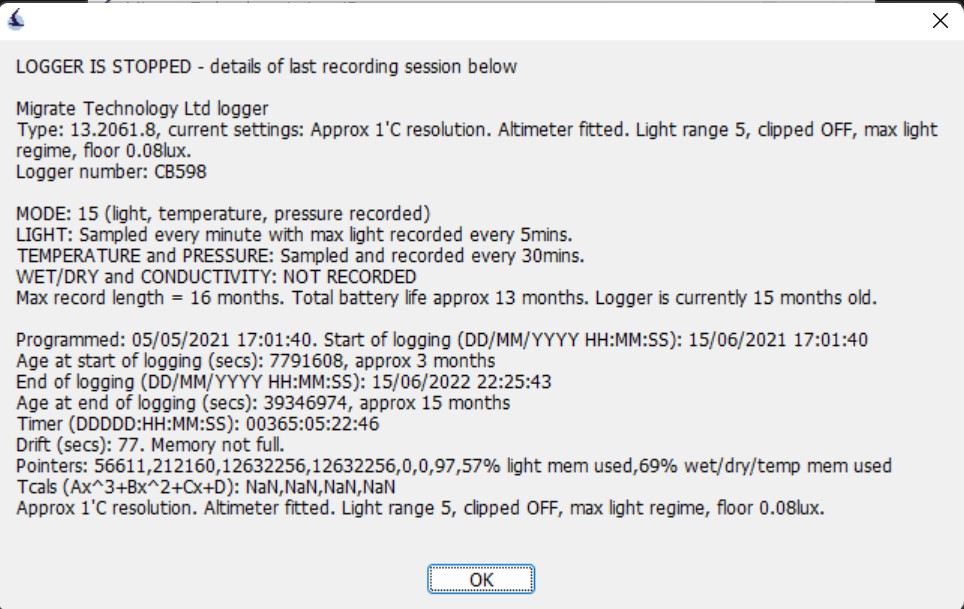 LOGGER IS STOPPED - details of last recording session below
Migrate Technology Ltd logger
Type: 13.2061.8, current settings: Approx 1'C resolution. Altimeter fitted. Light range 5, clipped OFF, max light
regime, floor 0.08lux.
Logger number: CB598
MODE: 15 (light, temperature, pressure recorded)
LIGHT: Sampled every minute with max light recorded every 5mins.
TEMPERATURE and PRESSURE: Sampled and recorded every 30mins.
WET/DRY and CONDUCTIVITY: NOT RECORDED
Max record length = 16 months. Total battery life approx 13 months. Logger is currently 15 months old.
Programmed: 05/05/2021 17:01:40. Start of logging (DD/MM/YYYY HH:MM:SS): 15/06/2021 17:01:40
Age at start of logging (secs): 7791608, approx 3 months
End of logging (DD/MM/YYYY HH:MM:SS): 15/06/2022 22:25:43
Age at end of logging (secs): 39346974, approx 15 months
Timer (DDDDD:HH:MM:SS): 00365:05:22:46
Drift (secs): 77. Memory not full.
Pointers: 56611,212160,12632256,12632256,0,0,97,57% light mem used,69% wet/dry/temp mem used
Tcals (Ax^3+Bx^2+Cx+D): NaN,NaN,NaN,NaN
Approx 1'C resolution. Altimeter fitted. Light range 5, clipped OFF, max light regime, floor 0.08lux.
OK